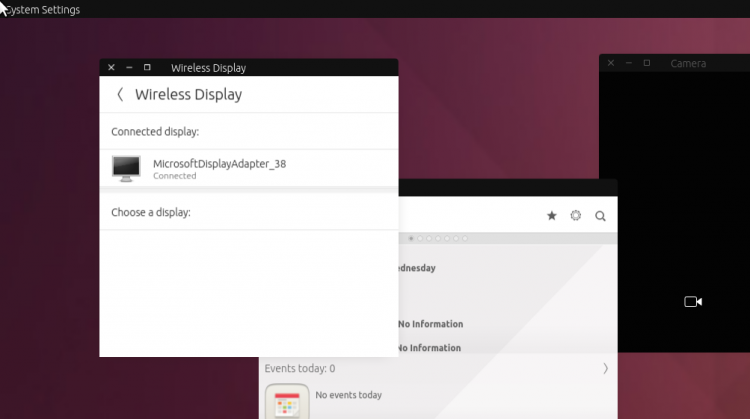 System Settings
Wireless Display
Camera
Wireless Display
Connected display:
MicrosoftDisplayAdapter_38
Connected
Choose a display:
ednesday
No Information
No Information
Events today: 0
No events today